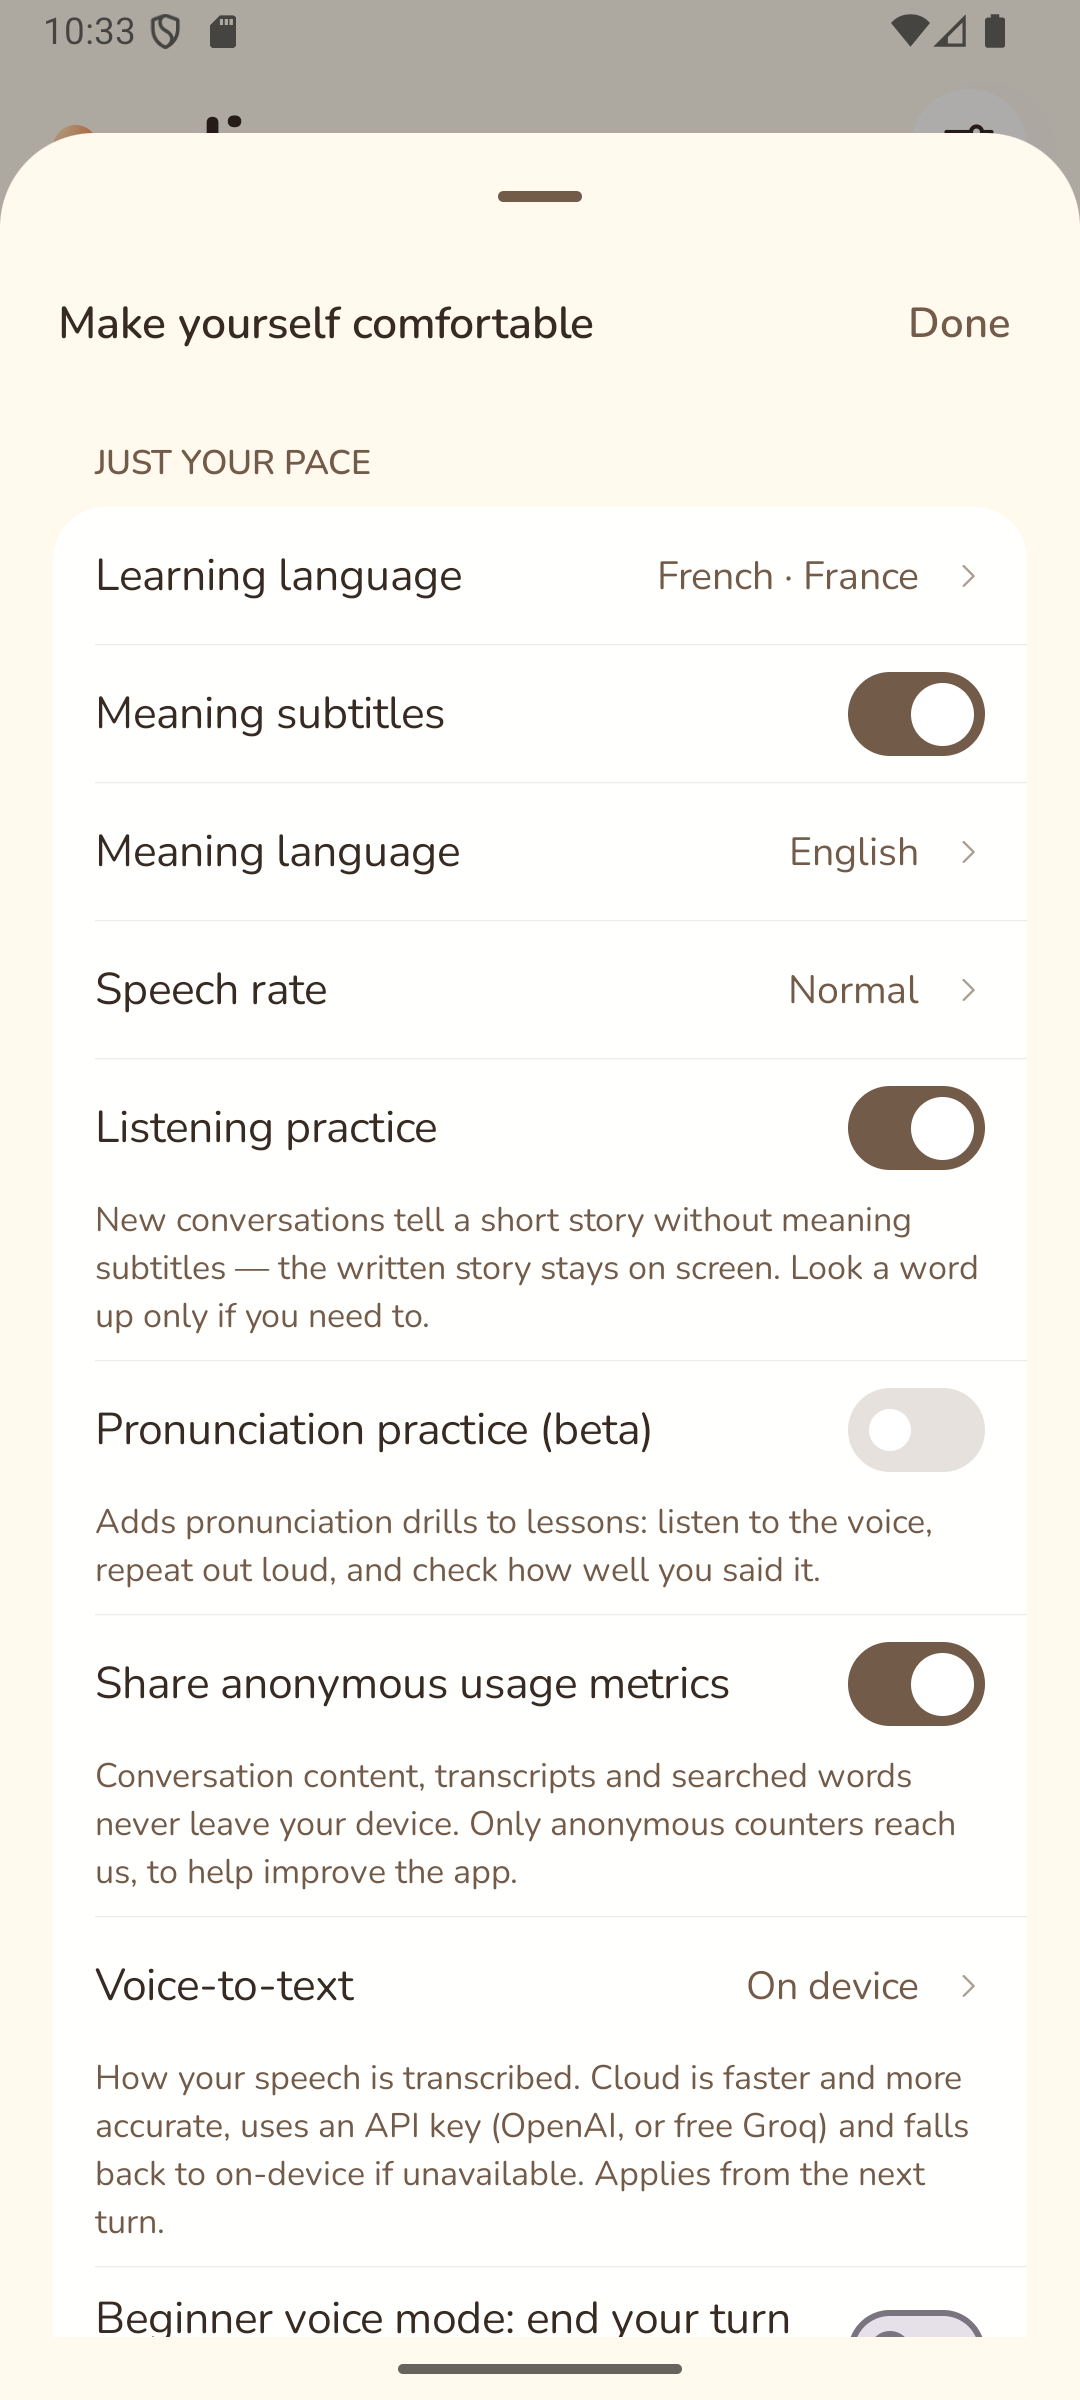 10:33
Make yourself comfortable
Done
JUST YOUR PACE
Learning language
French · France
Meaning subtitles
Meaning language
English
Speech rate
Normal
Listening practice
New conversations tell a short story without meaning
subtitles — the written story stays on screen. Look a word
up only if you need to.
Pronunciation practice (beta)
Adds pronunciation drills to lessons: listen to the voice,
repeat out loud, and check how well you said it.
Share anonymous usage metrics
Conversation content, transcripts and searched words
never leave your device. Only anonymous counters reach
us, to help improve the app.
Voice-to-text
On device
How your speech is transcribed. Cloud is faster and more
accurate, uses an API key (OpenAI, or free Groq) and falls
back to on-device if unavailable. Applies from the next
turn.
Beginner voice mode: end your turn